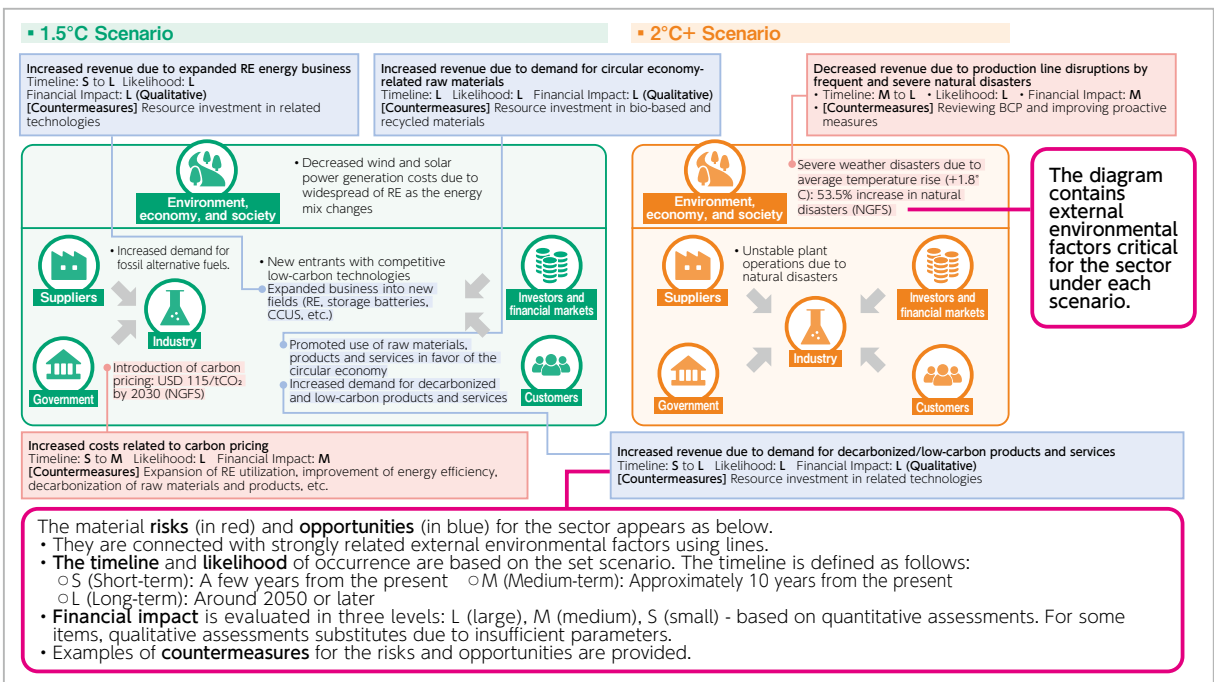 ▪ 1.5°C Scenario
Increased revenue due to expanded RE energy business
Timeline: S to L Likelihood: L
Financial Impact: L (Qualitative)
[Countermeasures] Resource investment in related
technologies
Increased revenue due to demand for circular economy-
related raw materials
Timeline: L Likelihood: L Financial Impact: L (Qualitative)
[Countermeasures] Resource investment in bio-based and
recycled materials
Environment,
economy, and society
• Decreased wind and solar
power generation costs due to
widespread of RE as the energy
mix changes
Suppliers
• Increased demand for
fossil alternative fuels.
Industry
• New entrants with competitive
low-carbon technologies
Expanded business into new
fields (RE, storage batteries,
CCUS, etc.)
Investors and
financial markets
Government
Introduction of carbon
pricing: USD 115/tCO₂
by 2030 (NGFS)
Promoted use of raw materials,
products and services in favor of the
circular economy
Increased demand for decarbonized
and low-carbon products and services
Customers
Increased costs related to carbon pricing
Timeline: S to M Likelihood: L Financial Impact: M
[Countermeasures] Expansion of RE utilization, improvement of energy efficiency,
decarbonization of raw materials and products, etc.
▪ 2°C+ Scenario
Decreased revenue due to production line disruptions by
frequent and severe natural disasters
• Timeline: M to L • Likelihood: L • Financial Impact: M
• [Countermeasures] Reviewing BCP and improving proactive
measures
Environment,
economy, and society
Severe weather disasters due to
average temperature rise (+1.8°
C): 53.5% increase in natural
disasters (NGFS)
Suppliers
• Unstable plant
operations due to
natural disasters
Investors and
financial markets
Industry
Government
Customers
The diagram
contains
external
environmental
factors critical
for the sector
under each
scenario.
Increased revenue due to demand for decarbonized/low-carbon products and services
Timeline: S to L Likelihood: L Financial Impact: L (Qualitative)
[Countermeasures] Resource investment in related technologies
The material risks (in red) and opportunities (in blue) for the sector appears as below.
• They are connected with strongly related external environmental factors using lines.
• The timeline and likelihood of occurrence are based on the set scenario. The timeline is defined as follows:
○ S (Short-term): A few years from the present ○ M (Medium-term): Approximately 10 years from the present
○ L (Long-term): Around 2050 or later
• Financial impact is evaluated in three levels: L (large), M (medium), S (small) - based on quantitative assessments. For some
items, qualitative assessments substitutes due to insufficient parameters.
• Examples of countermeasures for the risks and opportunities are provided.